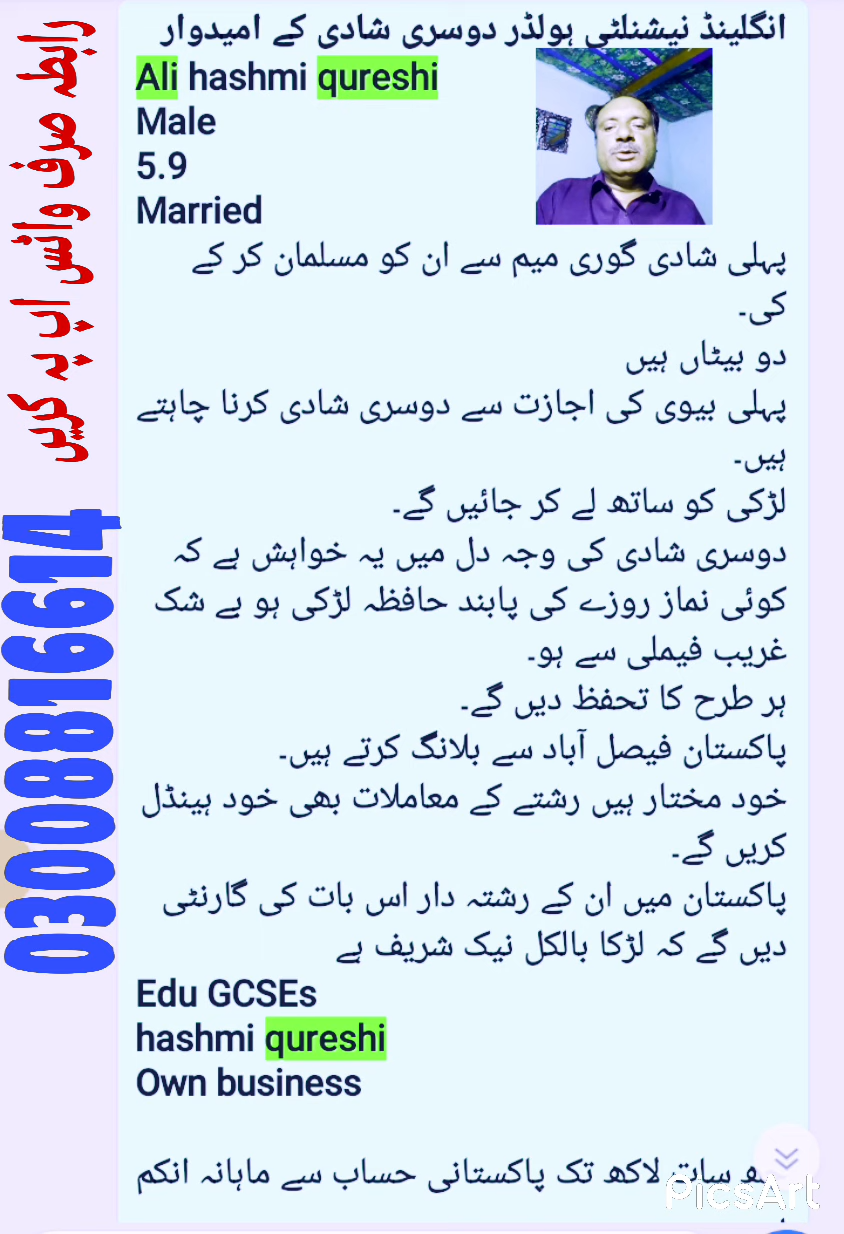 انگلینڈ نیشنلٹی ہولڈر دوسری شادی کے امیدوار
Ali hashmi qureshi
Male
5.9
Married
پہلی شادی گوری میم سے ان کو مسلمان کر کے
کی۔
دو بیٹاں ہیں
پہلی بیوی کی اجازت سے دوسری شادی کرنا چاہتے
ہیں۔
لڑکی کو ساتھ لے کر جائیں گے۔
دوسری شادی کی وجہ دل میں یہ خواہش ہے کہ
کوئی نماز روزے کی پابند حافظہ لڑکی ہو بے شک
غریب فیملی سے ہو۔
ہر طرح کا تحفظ دیں گے۔
پاکستان فیصل آباد سے بلانگ کرتے ہیں۔
خود مختار ہیں رشتے کے معاملات بھی خود ہینڈل
کریں گے۔
پاکستان میں ان کے رشتہ دار اس بات کی گارنٹی
دیں گے کہ لڑکا بالکل نیک شریف ہے
Edu GCSEs
hashmi qureshi
Own business
سات لاکھ تک پاکستانی حساب سے ماہانہ انکم
رابطہ صرف واٹس اپ پہ کریں
03008816614
PicsArt